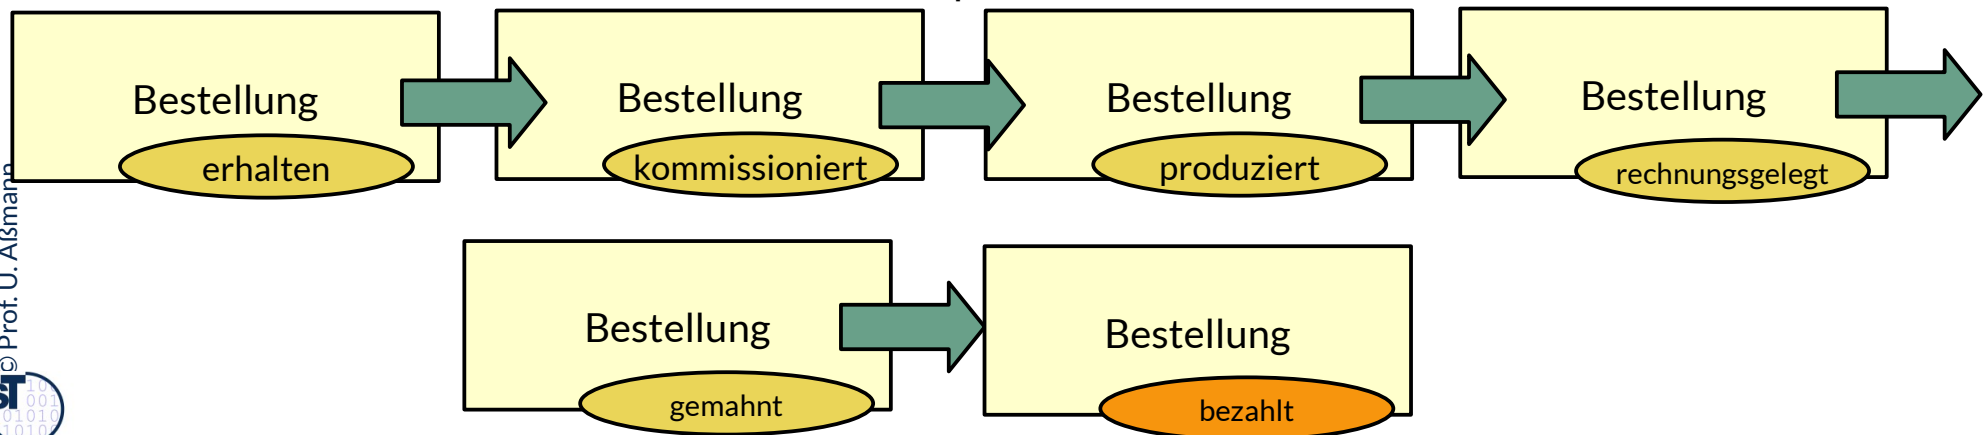 Bestellung
erhalten
Bestellung
kommissioniert
Bestellung
produziert
Bestellung
rechnungsgelegt
Bestellung
gemahnt
Bestellung
bezahlt
© Prof. U. Aßmann